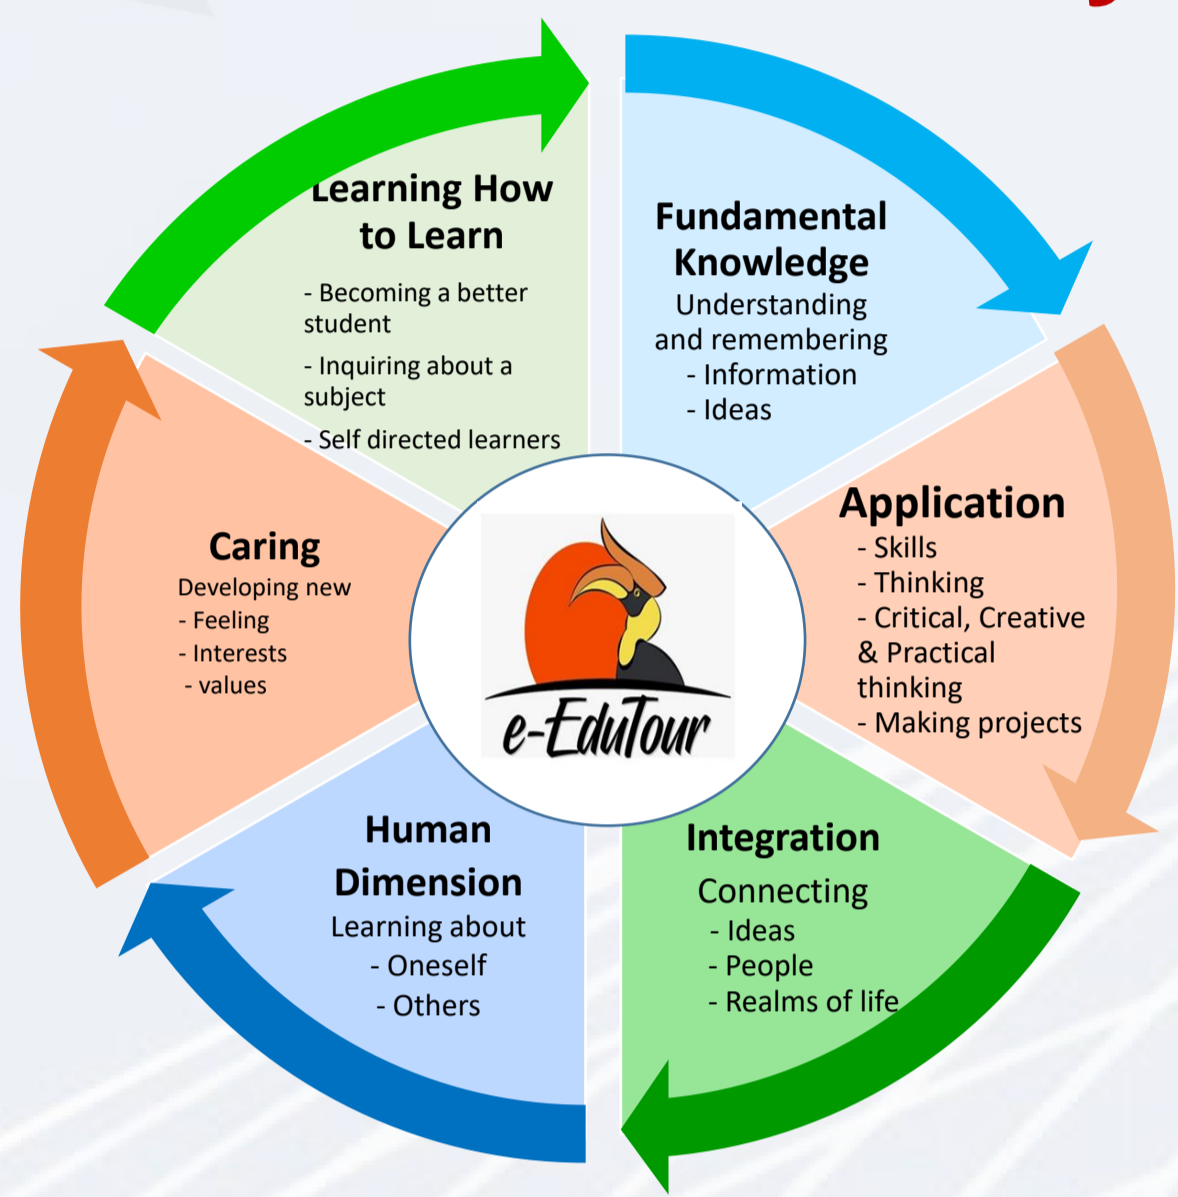 Learning How
to Learn
- Becoming a better
student
- Inquiring about a
subject
- Self directed learners
Fundamental
Knowledge
Understanding
and remembering
- Information
- Ideas
Application
- Skills
- Thinking
- Critical, Creative
& Practical
thinking
- Making projects
Integration
Connecting
- Ideas
- People
- Realms of life
Human
Dimension
Learning about
- Oneself
- Others
Caring
Developing new
- Feeling
- Interests
- values
e-EduTour